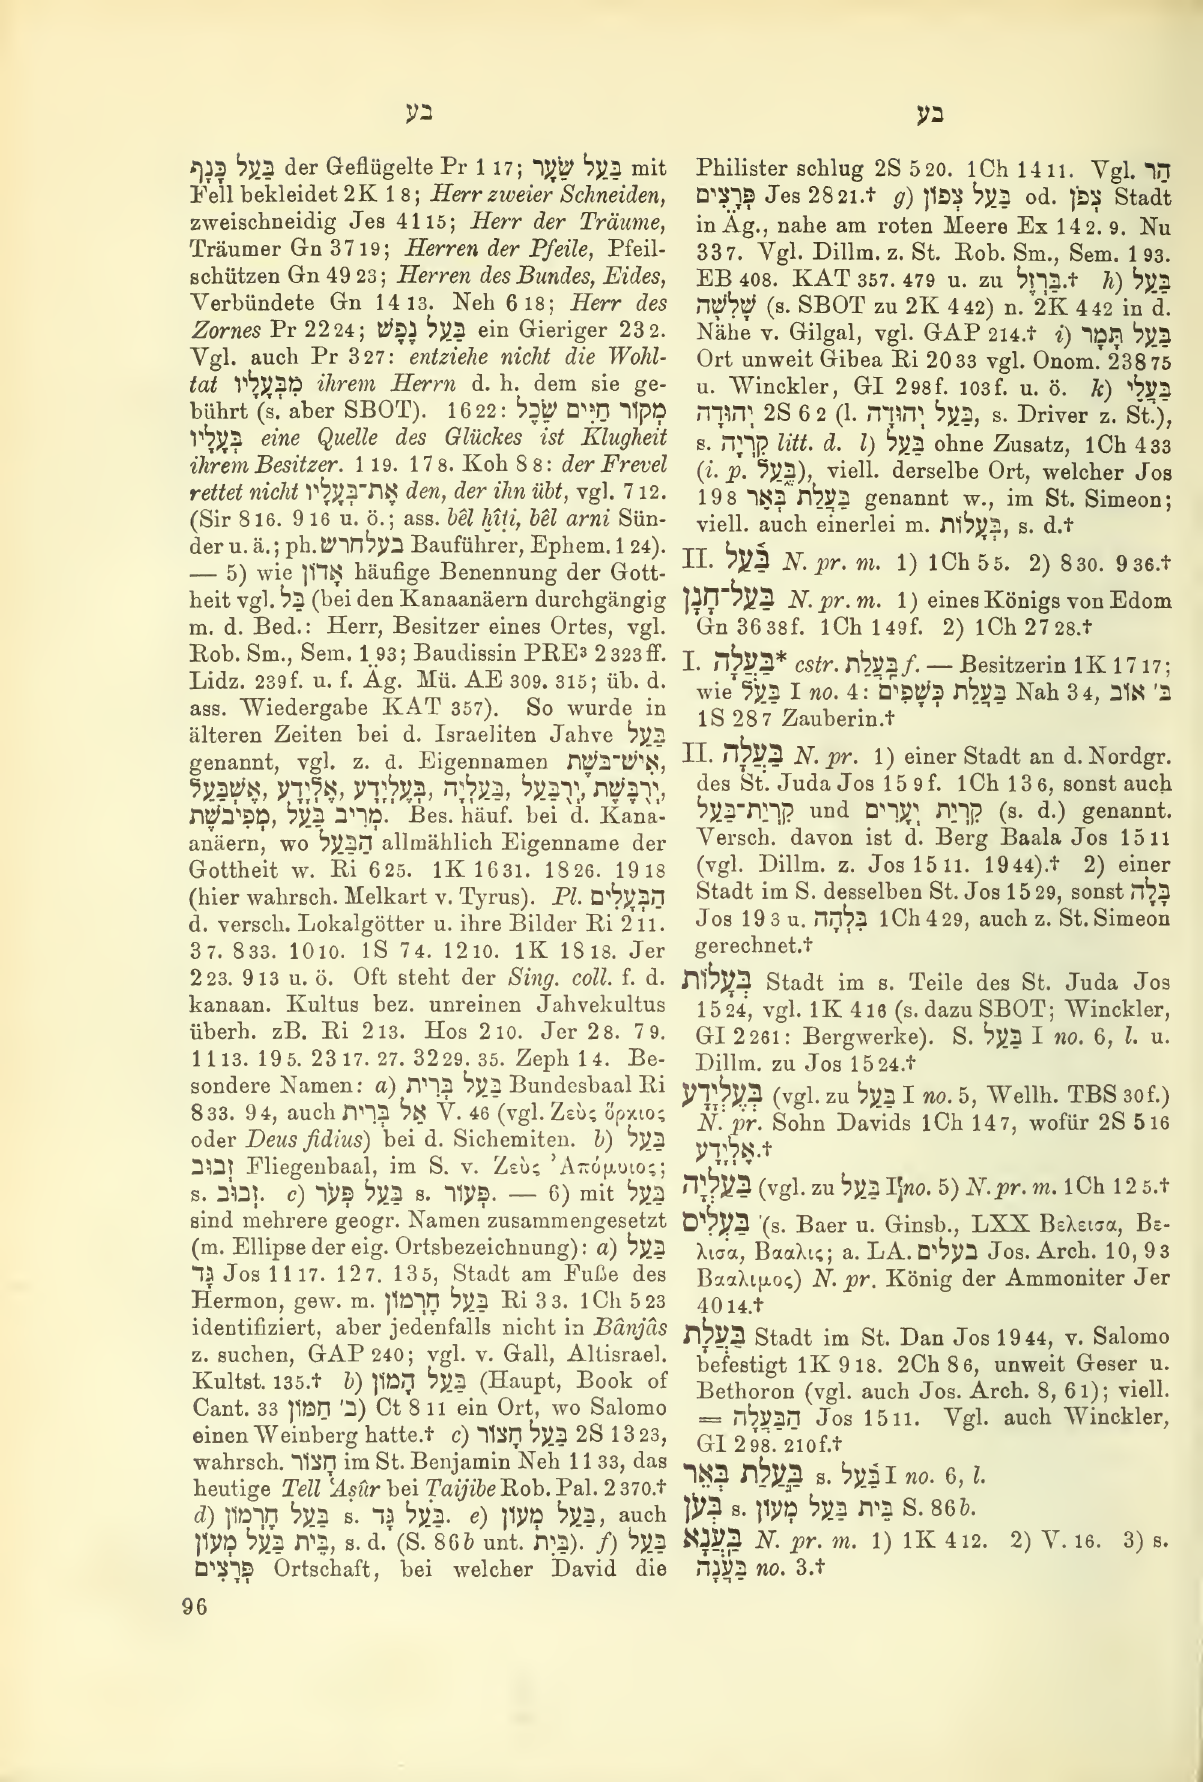 בע
בע
בַּעַל כָּנָף der Geflügelte Pr 1 17; בַּעַל שֵׂעָר mit
Fell bekleidet 2K 1 8; Herr zweier Schneiden,
zweischneidig Jes 41 15; Herr der Träume,
Träumer Gn 37 19; Herren der Pfeile, Pfeil-
schützen Gn 49 23; Herren des Bundes, Eides,
Verbündete Gn 14 13. Neh 6 18; Herr des
Zornes Pr 22 24; בַּעַל נֶפֶשׁ ein Gieriger 23 2.
Vgl. auch Pr 3 27: entziehe nicht die Wohl-
tat מִבְּעָלָיו ihrem Herrn d. h. dem sie ge-
bührt (s. aber SBOT). 16 22: מְקוֹר חַיִּים שֵׂכֶל
בְּעָלָיו eine Quelle des Glückes ist Klugheit
ihrem Besitzer. 1 19. 17 8. Koh 8 8: der Frevel
rettet nicht אֶת־בְּעָלָיו den, der ihn übt, vgl. 7 12.
(Sir 8 16. 9 16 u. ö.; ass. bêl ḫîṭi, bêl arni Sün-
der u. ä.; ph. בעלחרש Bauführer, Ephem. 1 24).
— 5) wie אָדוֹן häufige Benennung der Gott-
heit vgl. בֵּל (bei den Kanaanäern durchgängig
m. d. Bed.: Herr, Besitzer eines Ortes, vgl.
Rob. Sm., Sem. 1 93; Baudissin PRE³ 2 323 ff.
Lidz. 239 f. u. f. Äg. Mü. AE 309. 315; üb. d.
ass. Wiedergabe KAT 357). So wurde in
älteren Zeiten bei d. Israeliten Jahve בַּעַל
genannt, vgl. z. d. Eigennamen אִישׁ־בּשֶׁת,
יְרֻבֶּשֶׁת, יְרֻבַּעַל, בְּעַלְיָה, בְּעֶלְיָדָע, אֶלְיָדָע, אֶשְׁבַּעַל
מְרִיב בַּעַל, מְפִיבשֶׁת. Bes. häuf. bei d. Kana-
anäern, wo הַבַּעַל allmählich Eigenname der
Gottheit w. Ri 6 25. 1K 16 31. 18 26. 19 18
(hier wahrsch. Melkart v. Tyrus). Pl. הַבְּעָלִים
d. versch. Lokalgötter u. ihre Bilder Ri 2 11.
3 7. 8 33. 10 10. 1S 7 4. 12 10. 1K 18 18. Jer
2 23. 9 13 u. ö. Oft steht der Sing. coll. f. d.
kanaan. Kultus bez. unreinen Jahvekultus
überh. zB. Ri 2 13. Hos 2 10. Jer 2 8. 7 9.
11 13. 19 5. 23 17. 27. 32 29. 35. Zeph 1 4. Be-
sondere Namen: a) בַּעַל בְּרִית Bundesbaal Ri
8 33. 9 4, auch אֵל בְּרִית V. 46 (vgl. Ζεὺς ὅρκιος
oder Deus fidius) bei d. Sichemiten. b) בַּעַל
זְבוּב Fliegenbaal, im S. v. Ζεὺς Ἀπόμυιος;
s. זְבוּב. c) בַּעַל פְּעֹר s. פְּעוֹר. — 6) mit בַּעַל
sind mehrere geogr. Namen zusammengesetzt
(m. Ellipse der eig. Ortsbezeichnung): a) בַּעַל
גָּד Jos 11 17. 12 7. 13 5, Stadt am Fuße des
Hermon, gew. m. בַּעַל חֶרְמוֹן Ri 3 3. 1Ch 5 23
identifiziert, aber jedenfalls nicht in Bânjâs
z. suchen, GAP 240; vgl. v. Gall, Altisrael.
Kultst. 135.† b) בַּעַל הָמוֹן (Haupt, Book of
Cant. 33 ב׳ חַמּוֹן) Ct 8 11 ein Ort, wo Salomo
einen Weinberg hatte.† c) בַּעַל חָצוֹר 2S 13 23,
wahrsch. חָצוֹר im St. Benjamin Neh 11 33, das
heutige Tell ʿAṣûr bei Ṭaijibe Rob. Pal. 2 370.†
d) בַּעַל חֶרְמוֹן s. בַּעַל גָּד. e) בַּעַל מְעוֹן, auch
בֵּית בַּעַל מְעוֹן, s. d. (S. 86b unt. בַּיִת). f) בַּעַל
פְּרָצִים Ortschaft, bei welcher David die
96
Philister schlug 2S 5 20. 1Ch 14 11. Vgl. הַר
פְּרָצִים Jes 28 21.† g) בַּעַל צְפוֹן od. צְפֹן Stadt
in Äg., nahe am roten Meere Ex 14 2. 9. Nu
33 7. Vgl. Dillm. z. St. Rob. Sm., Sem. 1 93.
EB 408. KAT 357. 479 u. zu בַּרְזֶל.† h) בַּעַל
שָׁלִשָׁה (s. SBOT zu 2K 4 42) n. 2K 4 42 in d.
Nähe v. Gilgal, vgl. GAP 214.† i) בַּעַל תָּמָר
Ort unweit Gibea Ri 20 33 vgl. Onom. 238 75
u. Winckler, GI 2 98 f. 103 f. u. ö. k) בַּעֲלֵי
יְהוּדָה 2S 6 2 (l. בַּעַל יְהוּדָה, s. Driver z. St.),
s. קִרְיָה litt. d. l) בַּעַל ohne Zusatz, 1Ch 4 33
(i. p. בָּעַל), viell. derselbe Ort, welcher Jos
19 8 בַּעֲלַת בְּאֵר genannt w., im St. Simeon;
viell. auch einerlei m. בְּעָלוֹת, s. d.†
II. בַּעַל N. pr. m. 1) 1Ch 5 5. 2) 8 30. 9 36.†
בַּעַל־חָנָן N. pr. m. 1) eines Königs von Edom
Gn 36 38 f. 1Ch 1 49 f. 2) 1Ch 27 28.†
I. בַּעֲלָה* cstr. בַּעֲלַת f. — Besitzerin 1K 17 17;
wie בַּעַל I no. 4: בַּעֲלַת כְּשָׁפִים Nah 3 4, ב׳ אוֹב
1S 28 7 Zauberin.†
II. בַּעֲלָה N. pr. 1) einer Stadt an d. Nordgr.
des St. Juda Jos 15 9 f. 1Ch 13 6, sonst auch
קִרְיַת־בַּעַל und קִרְיַת יְעָרִים (s. d.) genannt.
Versch. davon ist d. Berg Baala Jos 15 11
(vgl. Dillm. z. Jos 15 11. 19 44).† 2) einer
Stadt im S. desselben St. Jos 15 29, sonst בָּלָה
Jos 19 3 u. בִּלְהָה 1Ch 4 29, auch z. St. Simeon
gerechnet.†
בְּעָלוֹת Stadt im s. Teile des St. Juda Jos
15 24, vgl. 1K 4 16 (s. dazu SBOT; Winckler,
GI 2 261: Bergwerke). S. בַּעַל I no. 6, l. u.
Dillm. zu Jos 15 24.†
בְּעֶלְיָדָע (vgl. zu בַּעַל I no. 5, Wellh. TBS 30 f.)
N. pr. Sohn Davids 1Ch 14 7, wofür 2S 5 16
אֶלְיָדָע.†
בְּעַלְיָה (vgl. zu בַּעַל I no. 5) N. pr. m. 1Ch 12 5.†
בַּעֲלִים (s. Baer u. Ginsb., LXX Βελεισα, Βε-
λισα, Βααλις; a. LA. בעלים Jos. Arch. 10, 9 3
Βααλιμος) N. pr. König der Ammoniter Jer
40 14.†
בַּעֲלָת Stadt im St. Dan Jos 19 44, v. Salomo
befestigt 1K 9 18. 2Ch 8 6, unweit Geser u.
Bethoron (vgl. auch Jos. Arch. 8, 6 1); viell.
= הַבַּעֲלָה Jos 15 11. Vgl. auch Winckler,
GI 2 98. 210 f.†
בַּעֲלַת בְּאֵר s. בַּעַל I no. 6, l.
בְּעֹן s. בֵּית בַּעַל מְעוֹן S. 86b.
בַּעֲנָא N. pr. m. 1) 1K 4 12. 2) V. 16. 3) s.
בַּעֲנָה no. 3.†